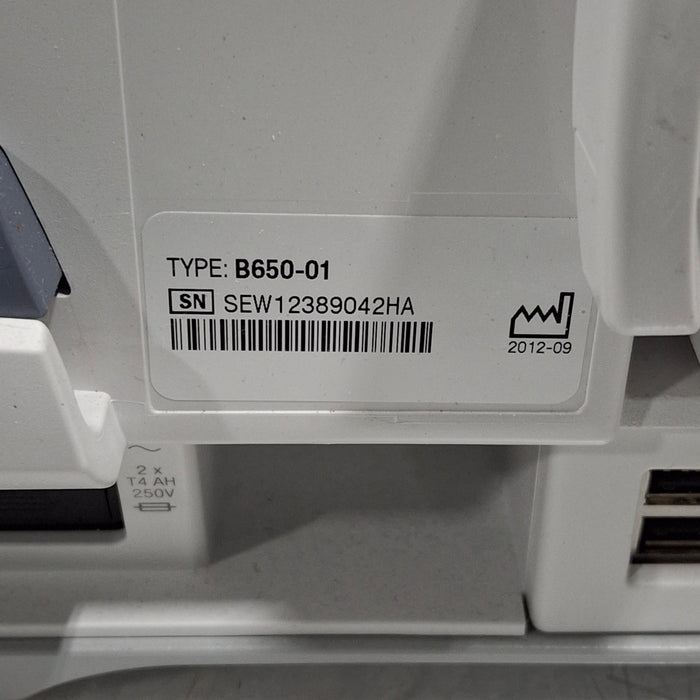 TYPE: B650-01
SN SEW12389042HA
2012-09
2 x
T4 AH
250V